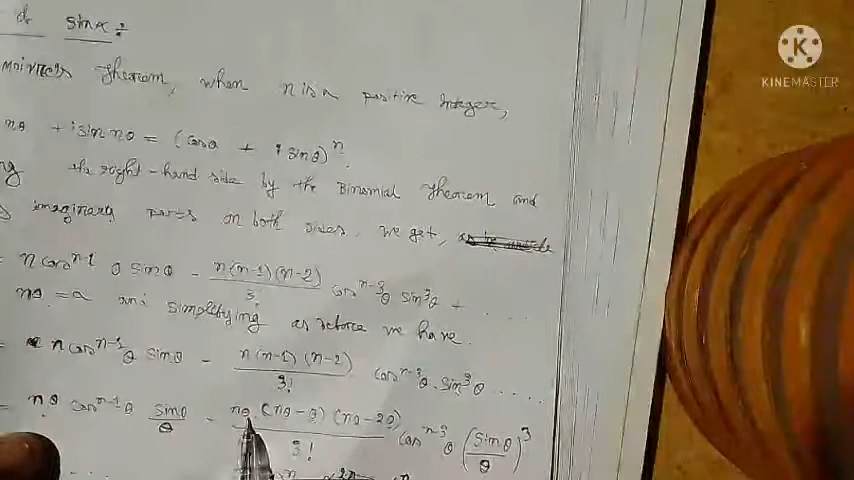 of sinα :
Theorem, when n is a positive integer,
nθ + i sin nθ = (cosθ + i sinθ)^n.
the right-hand side by the Binomial Theorem and
imaginary parts on both sides, we get,
= n cos^{n-1} θ sinθ - n(n-1)(n-2)/3! cos^{n-3}θ sin^3θ + ....
nθ = α and simplifying as before we have.
= n cos^{n-1}θ sinθ - n(n-1)(n-2)/3! cos^{n-3}θ. sin^3θ .....
= nθ cos^{n-1}θ sinθ/θ - nθ.(nθ-θ)(nθ-2θ)/3! cos^{n-3}θ (sinθ/θ)^3
K
KINEMASTER